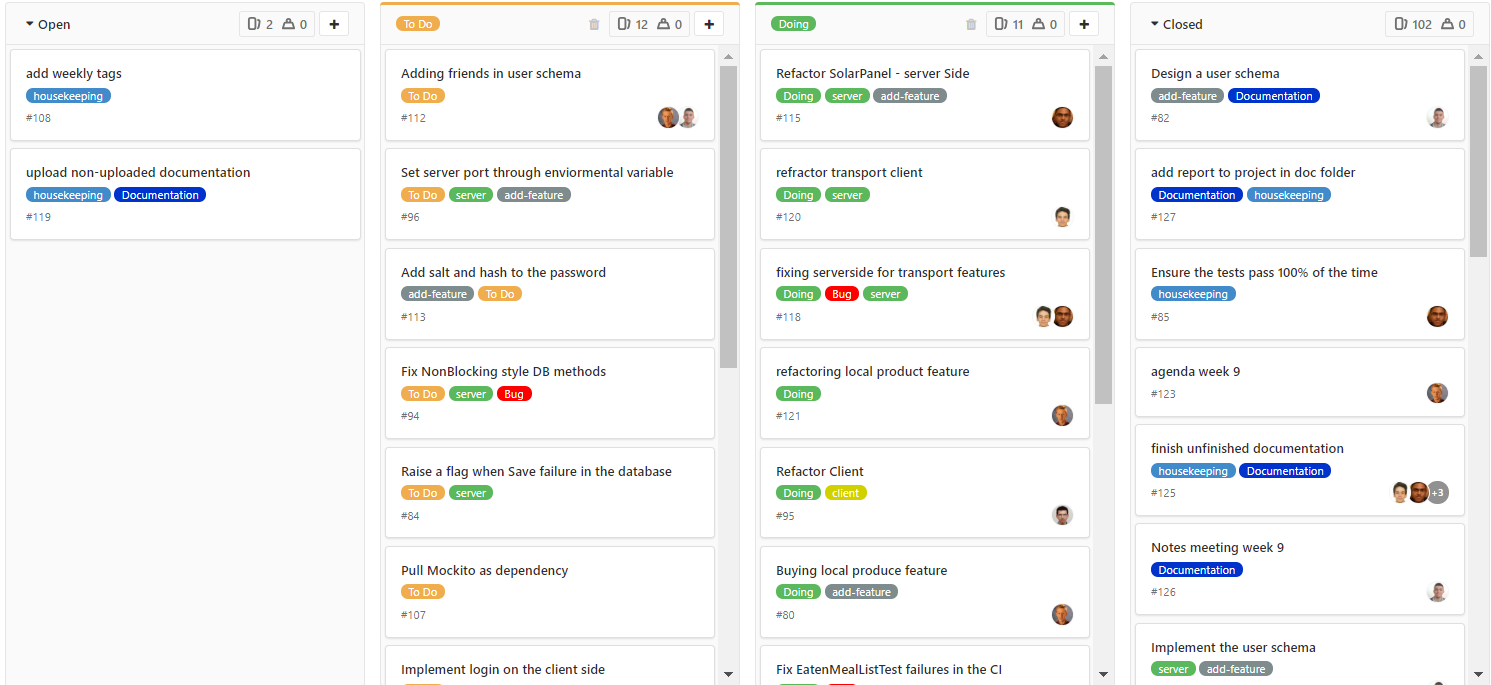 Open 2 0 +
add weekly tags
housekeeping
#108
upload non-uploaded documentation
housekeeping Documentation
#119
To Do 12 0 +
Adding friends in user schema
To Do
#112
Set server port through enviormental variable
To Do server add-feature
#96
Add salt and hash to the password
add-feature To Do
#113
Fix NonBlocking style DB methods
To Do server Bug
#94
Raise a flag when Save failure in the database
To Do server
#84
Pull Mockito as dependency
To Do
#107
Implement login on the client side
Doing 11 0 +
Refactor SolarPanel - server Side
Doing server add-feature
#115
refractor transport client
Doing server
#120
fixing serverside for transport features
Doing Bug server
#118
refactoring local product feature
Doing
#121
Refactor Client
Doing client
#95
Buying local produce feature
Doing add-feature
#80
Fix EatenMealListTest failures in the CI
Closed 102 0
Design a user schema
add-feature Documentation
#82
add report to project in doc folder
Documentation housekeeping
#127
Ensure the tests pass 100% of the time
housekeeping
#85
agenda week 9
#123
finish unfinished documentation
housekeeping Documentation
#125 +3
Notes meeting week 9
Documentation
#126
Implement the user schema
server add-feature